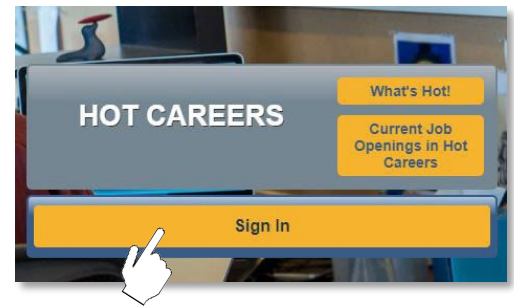 HOT CAREERS
What's Hot!
Current Job
Openings in Hot
Careers
Sign In